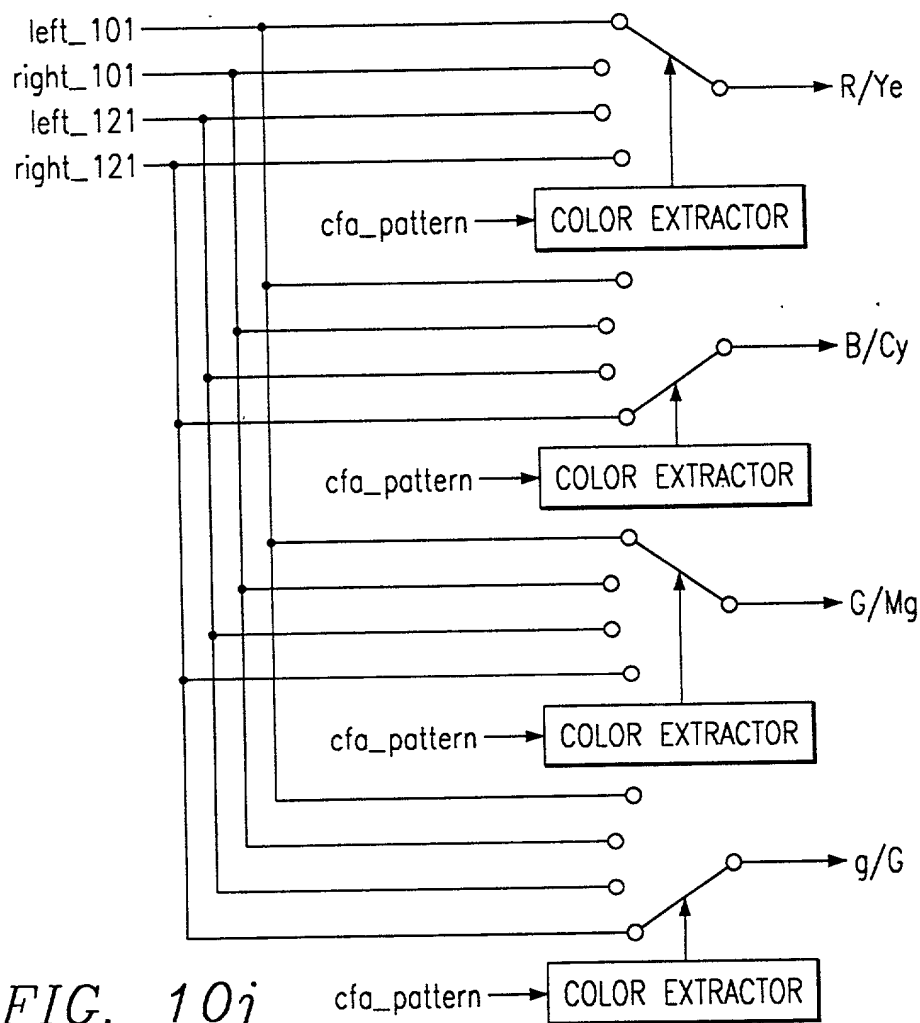 left_101
right_101
left_121
right_121
R/Ye
cfa_pattern
COLOR EXTRACTOR
B/Cy
cfa_pattern
COLOR EXTRACTOR
G/Mg
cfa_pattern
COLOR EXTRACTOR
g/G
cfa_pattern
COLOR EXTRACTOR
FIG. 10j